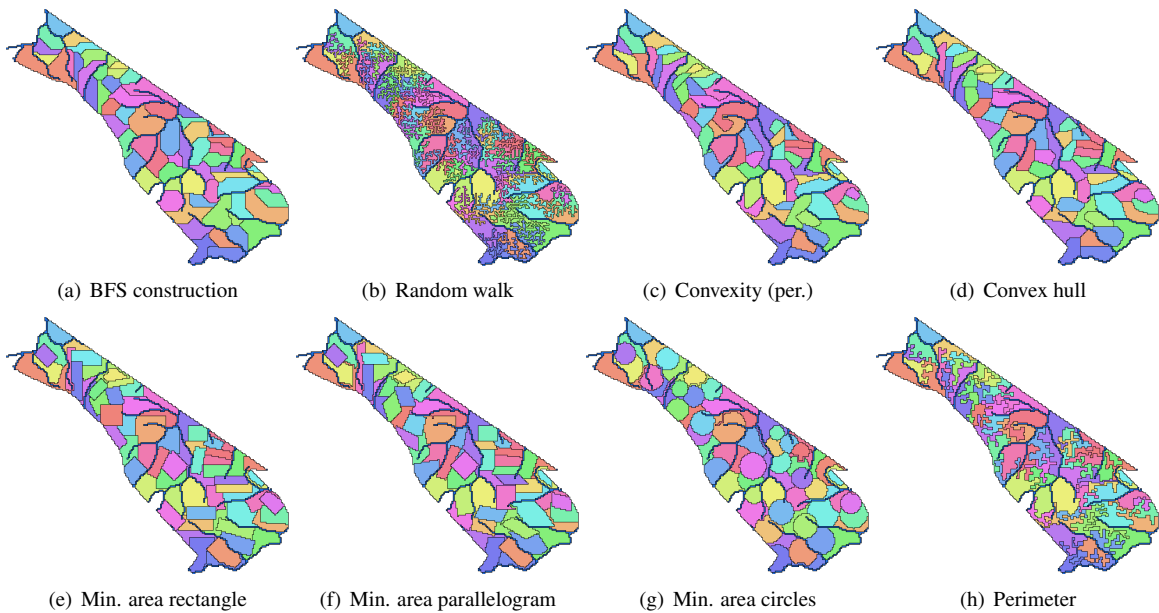 (a) BFS construction
(b) Random walk
(c) Convexity (per.)
(d) Convex hull
(e) Min. area rectangle
(f) Min. area parallelogram
(g) Min. area circles
(h) Perimeter